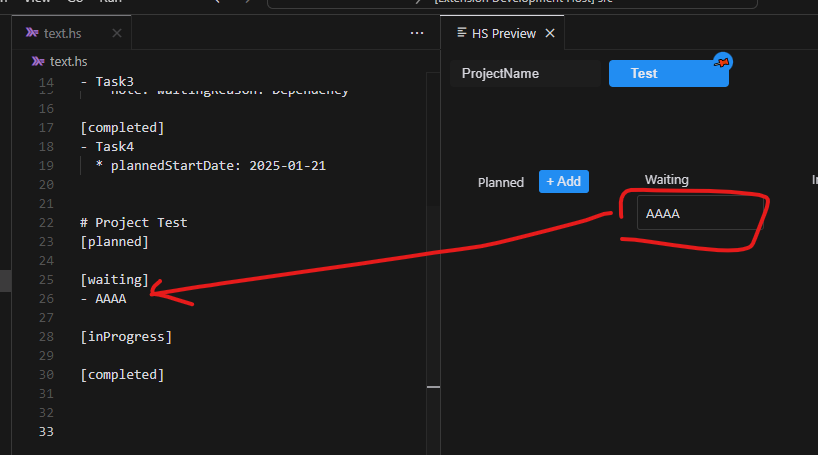 Go Run
[Extension Development Host] src
text.hs
HS Preview
text.hs
14 - Task3
15 note: waitingReason: Dependency
16
17 [completed]
18 - Task4
19 * plannedStartDate: 2025-01-21
20
21
22 # Project Test
23 [planned]
24
25 [waiting]
26 - AAAA
27
28 [inProgress]
29
30 [completed]
31
32
33
ProjectName
Test
Planned
+ Add
Waiting
AAAA